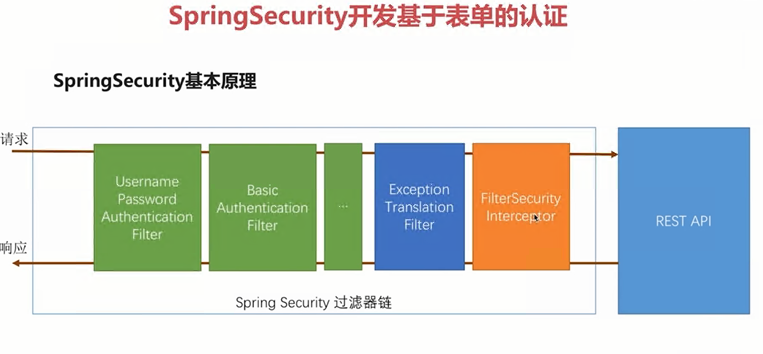 SpringSecurity开发基于表单的认证
SpringSecurity基本原理
请求
Username
Password
Authentication
Filter
Basic
Authentication
Filter
...
Exception
Translation
Filter
FilterSecurity
Interceptor
REST API
响应
Spring Security 过滤器链